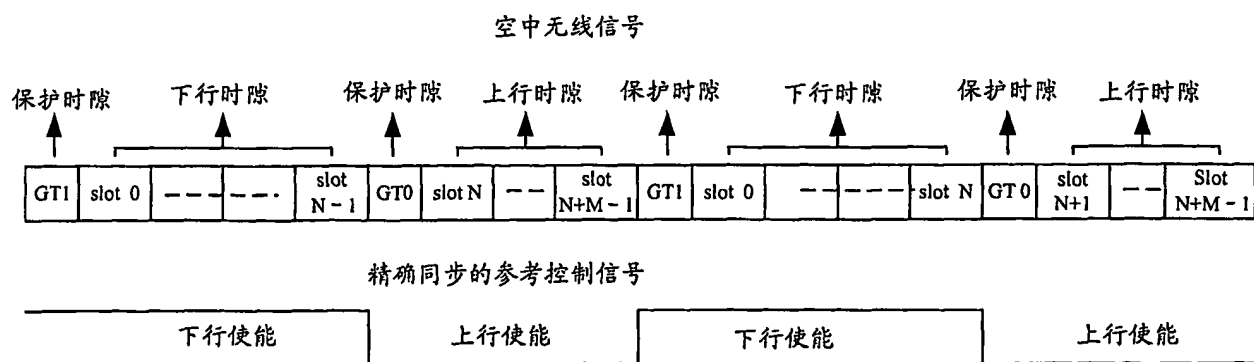 空中无线信号
保护时隙 下行时隙 保护时隙 上行时隙 保护时隙 下行时隙 保护时隙 上行时隙
GT1 slot 0 slot N-1 GT0 slot N slot N+M-1 GT1 slot 0 slot N GT0 slot N+1 Slot N+M-1
精确同步的参考控制信号
下行使能 上行使能 下行使能 上行使能